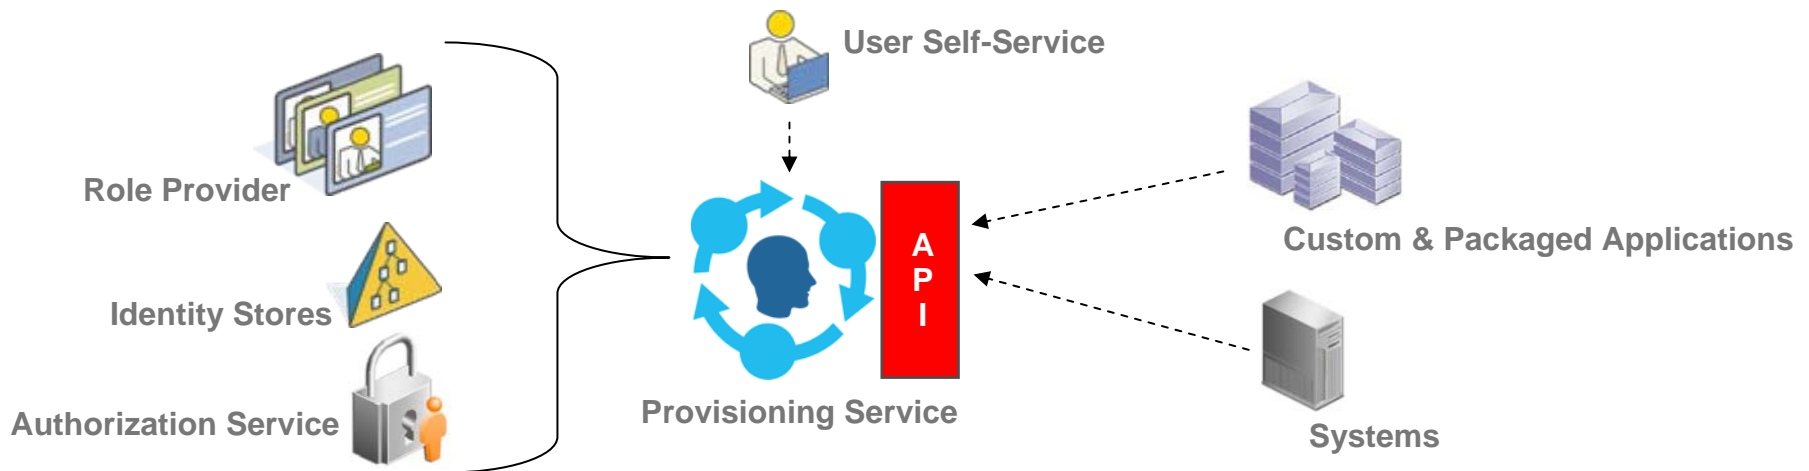 User Self-Service
Role Provider
Identity Stores
Authorization Service
A
P
I
Provisioning Service
Custom & Packaged Applications
Systems